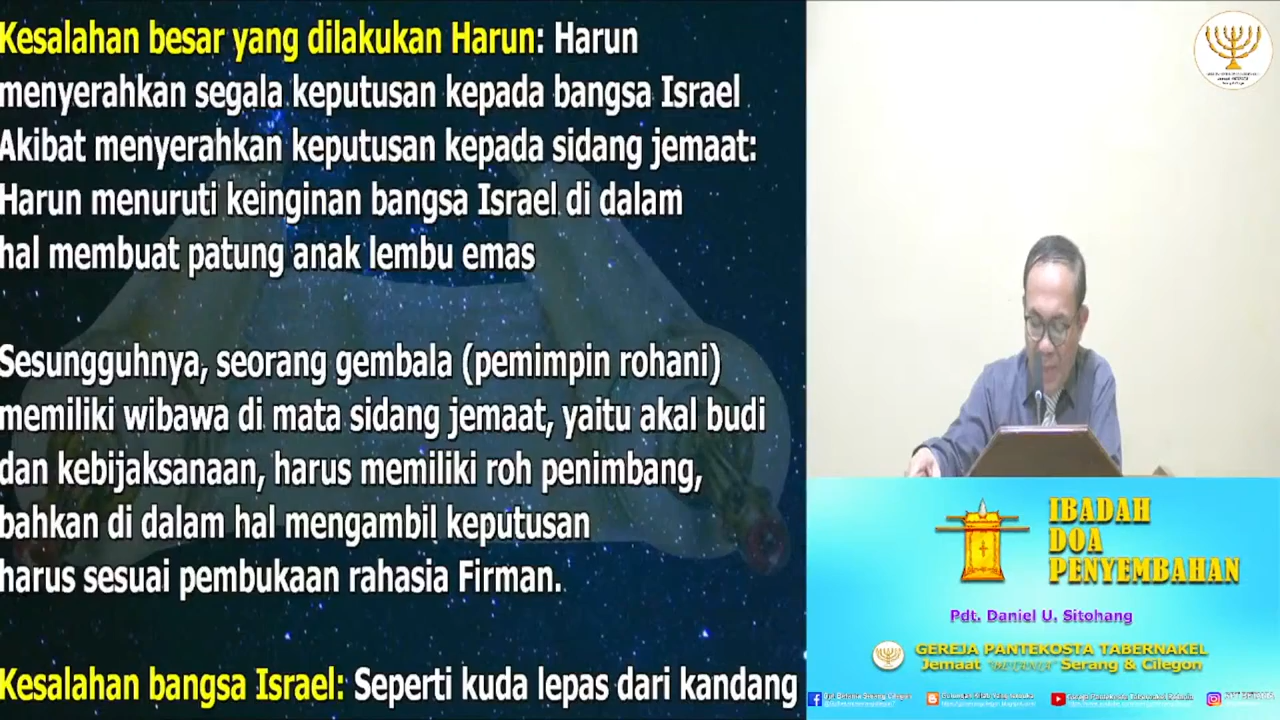 Kesalahan besar yang dilakukan Harun: Harun
menyerahkan segala keputusan kepada bangsa Israel
Akibat menyerahkan keputusan kepada sidang jemaat:
Harun menuruti keinginan bangsa Israel di dalam
hal membuat patung anak lembu emas
Sesungguhnya, seorang gembala (pemimpin rohani)
memiliki wibawa di mata sidang jemaat, yaitu akal budi
dan kebijaksanaan, harus memiliki roh penimbang,
bahkan di dalam hal mengambil keputusan
harus sesuai pembukaan rahasia Firman.
Kesalahan bangsa Israel: Seperti kuda lepas dari kandang
IBADAH
DOA
PENYEMBAHAN
Pdt. Daniel U. Sitohang
GEREJA PANTEKOSTA TABERNAKEL
Jemaat "BETANIA" Serang & Cilegon